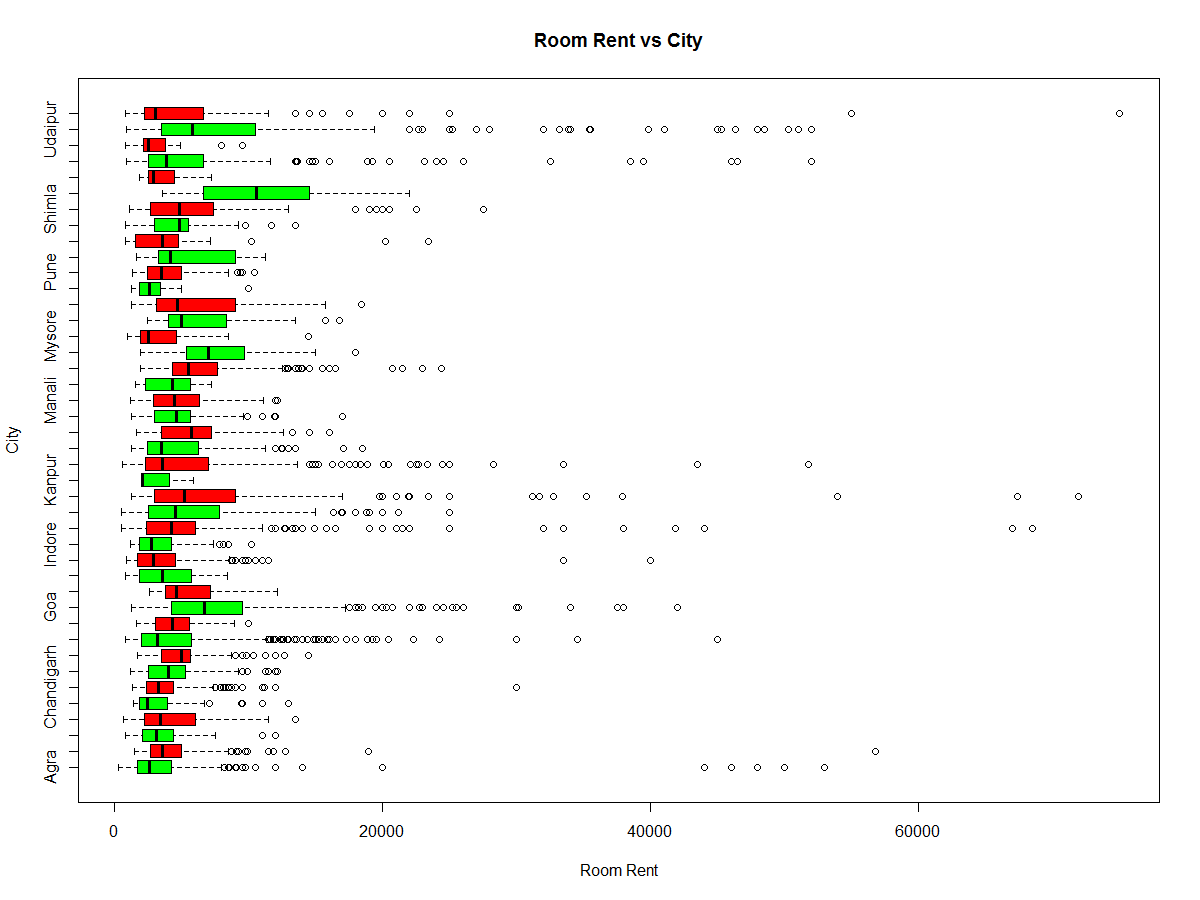 Room Rent vs City
Udaipur
Shimla
Pune
Mysore
Manali
Kanpur
Indore
Goa
Chandigarh
Agra
City
0 20000 40000 60000
Room Rent